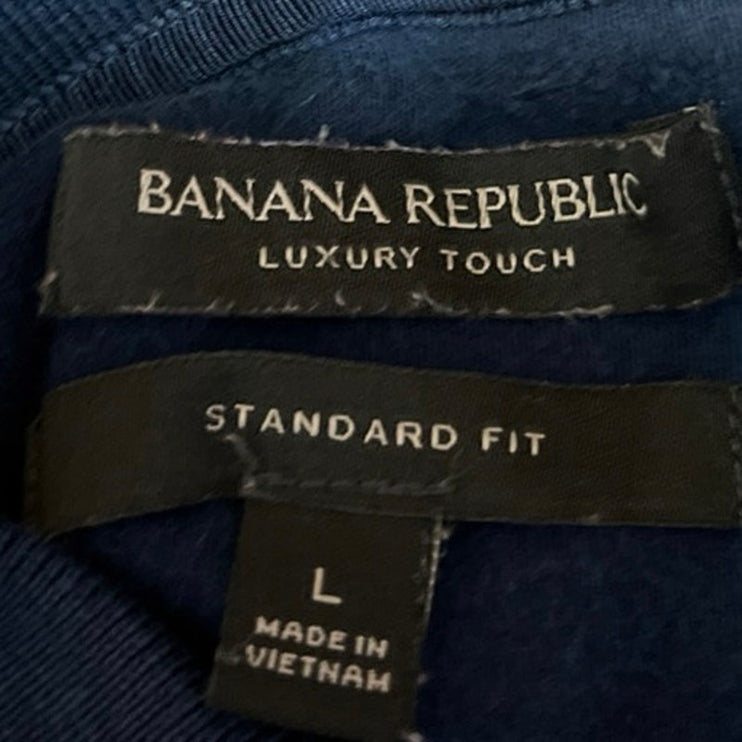 BANANA REPUBLIC
LUXURY TOUCH
STANDARD FIT
L
MADE IN
VIETNAM